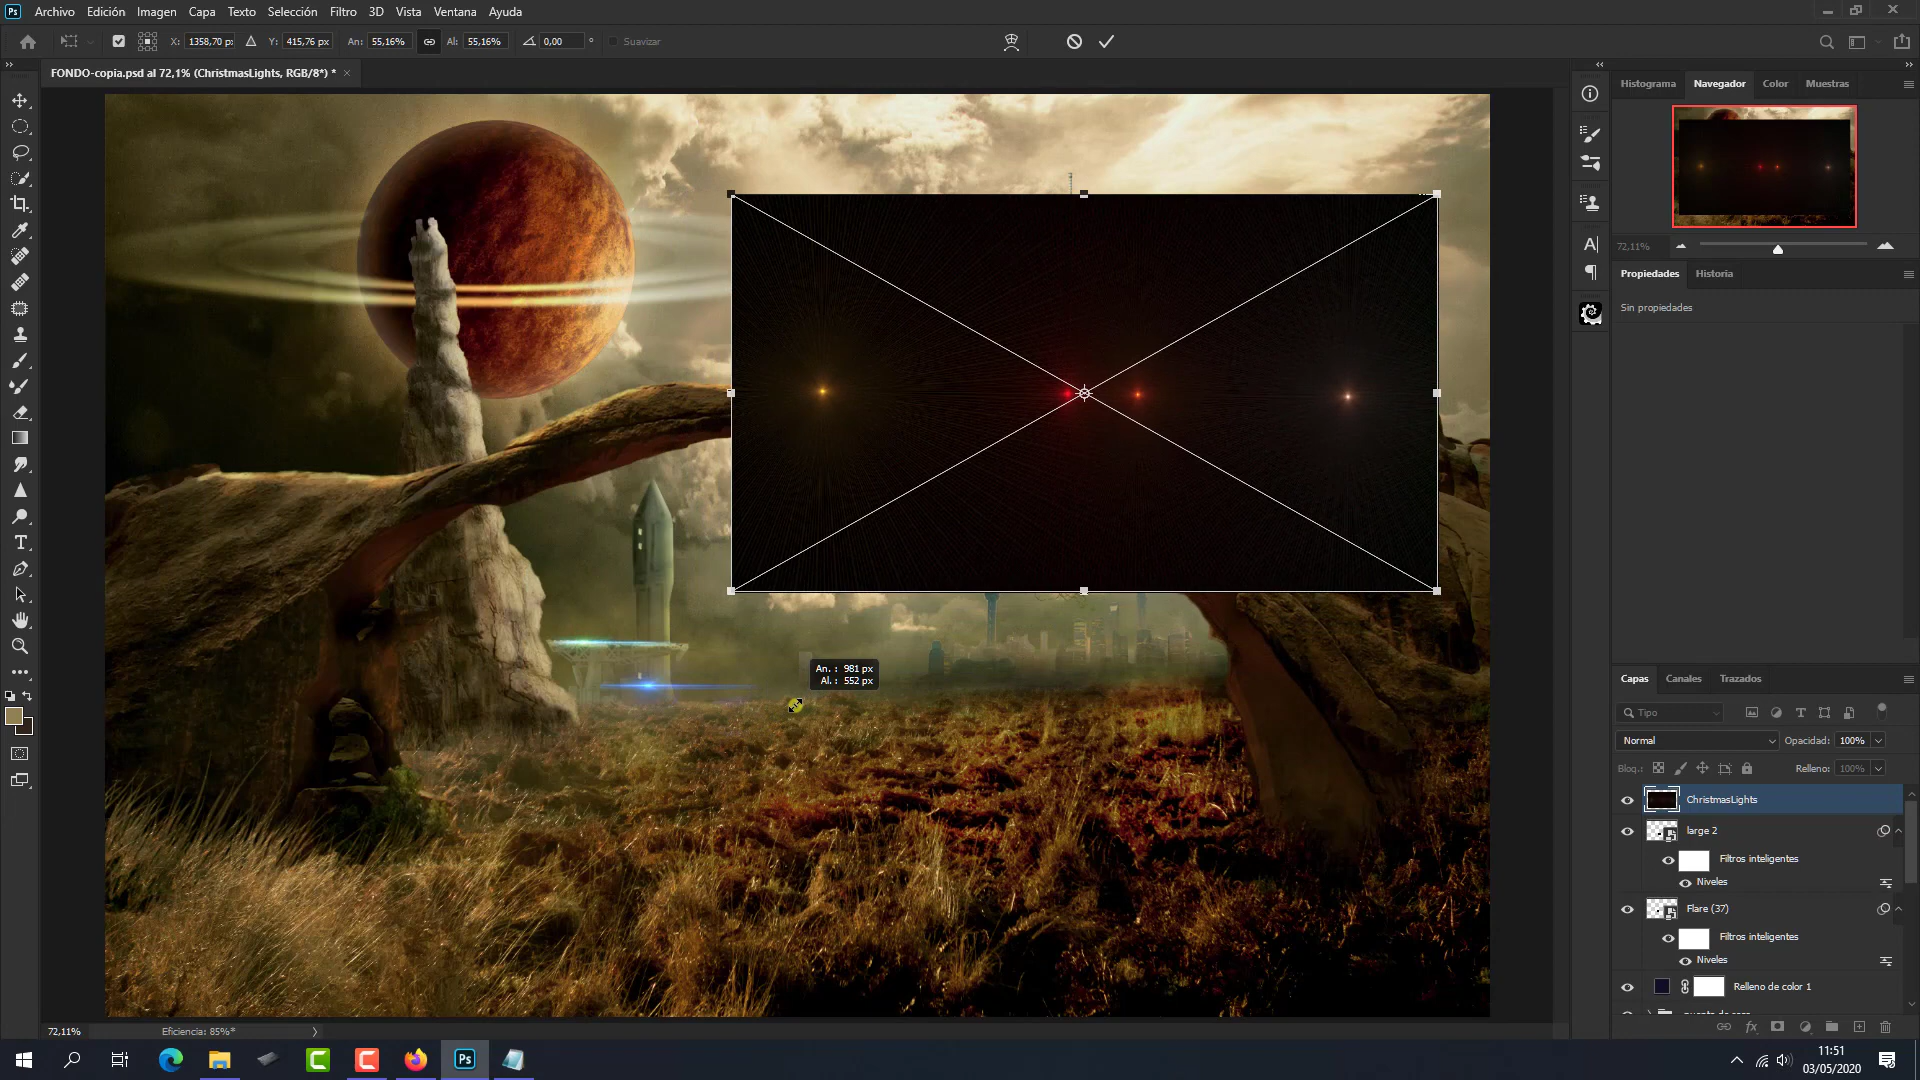 Ps Archivo Edición Imagen Capa Texto Selección Filtro 3D Vista Ventana Ayuda
X: 1358,70 p: Y: 415,76 px An: 55,16% Al: 55,16% 0,00 ° Suavizar
FONDO-copia.psd al 72,1% (ChristmasLights, RGB/8*) *
Histograma Navegador Color Muestras
72,11%
Propiedades Historia
Sin propiedades
An. : 981 px
Al. : 552 px
Capas Canales Trazados
Tipo
Normal Opacidad: 100%
Bloq.: Relleno: 100%
ChristmasLights
large 2
Filtros inteligentes
Niveles
Flare (37)
Filtros inteligentes
Niveles
Relleno de color 1
72,11% Eficiencia: 85%*
Ps
11:51
03/05/2020